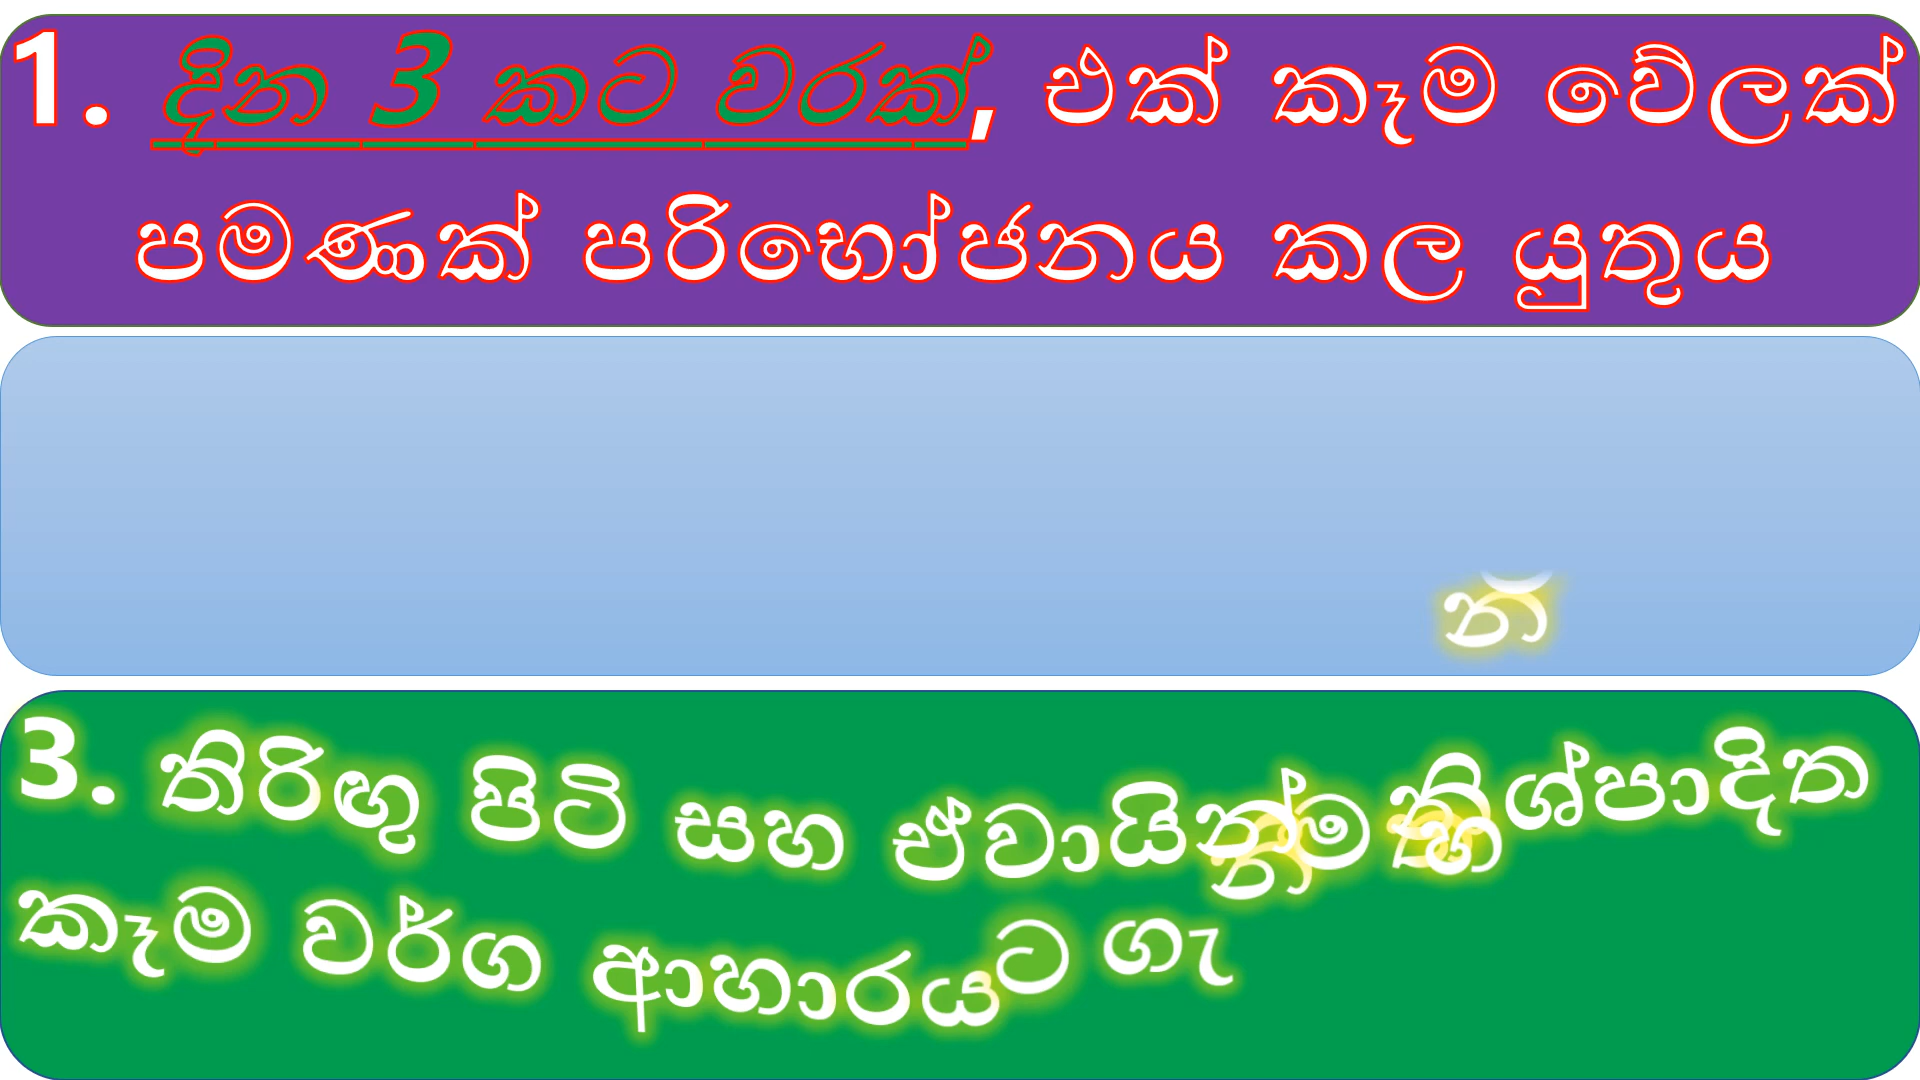 1. දින 3 කට වරක්, එක් කෑම වේලක්
පමණක් පරිභෝජනය කල යුතුය
3. තිරිඟු පිටි සහ ඒවායින්ම නිශ්පාදිත
කෑම වර්ග ආහාරයට ගැ